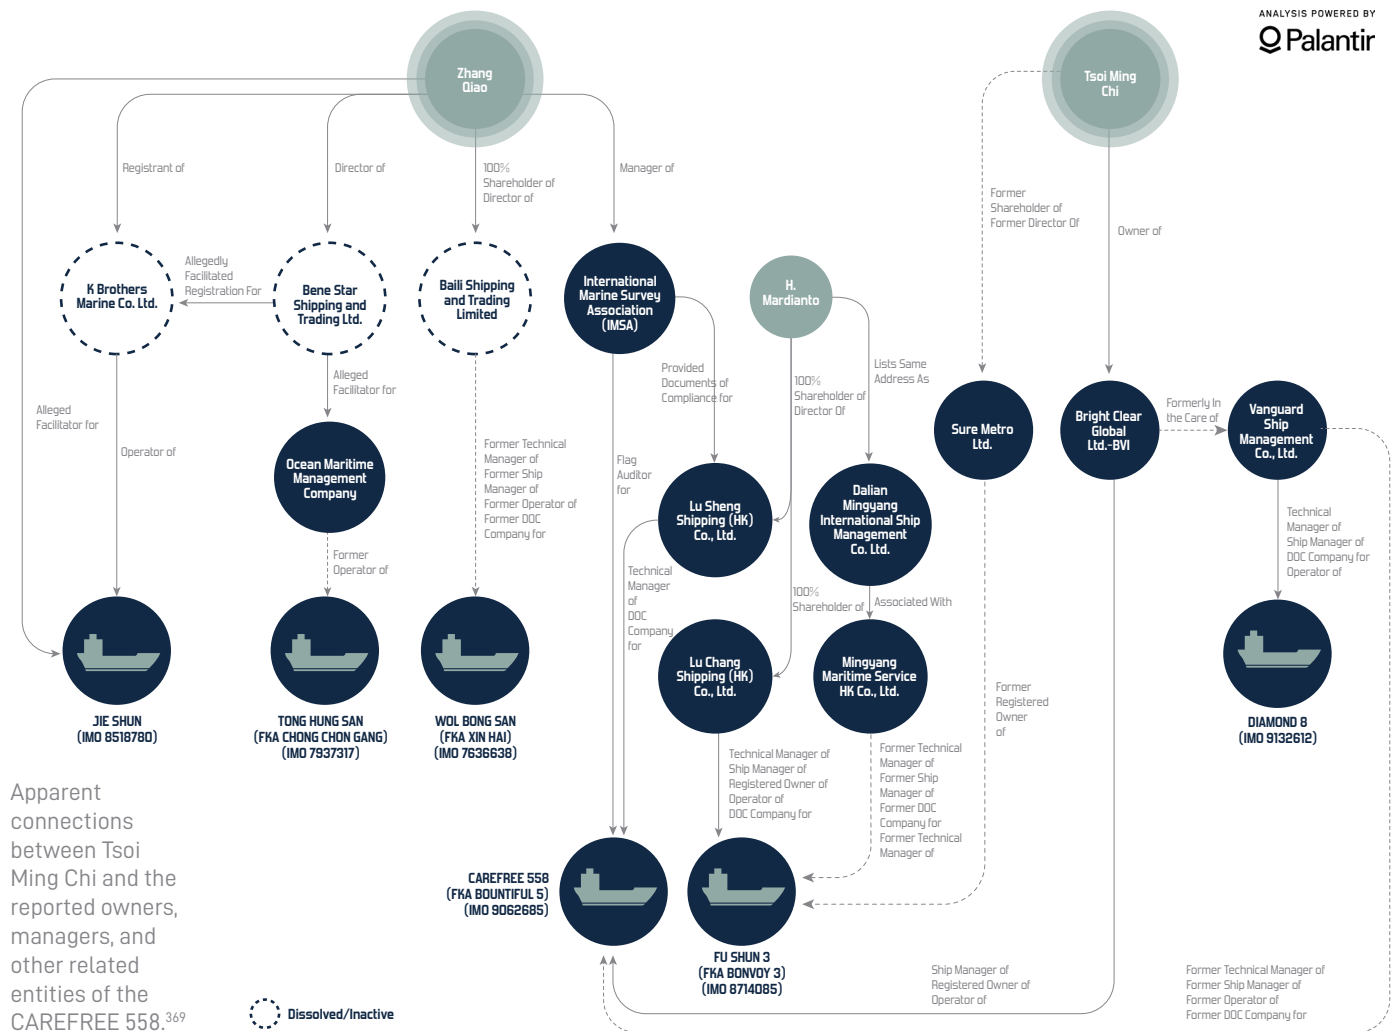 ANALYSIS POWERED BY
Palantir
Zhang
Qiao
Tsoi Ming
Chi
Registrant of
Director of
100%
Shareholder of
Director of
Manager of
Former
Shareholder of
Former Director Of
Owner of
K Brothers
Marine Co. Ltd.
Allegedly
Facilitated
Registration For
Bene Star
Shipping and
Trading Ltd.
Baili Shipping
and Trading
Limited
International
Marine Survey
Association
(IMSA)
H.
Mardianto
Provided
Documents of
Compliance for
100%
Shareholder of
Director Of
Lists Same
Address As
Alleged
Facilitator for
Alleged
Facilitator for
Operator of
Sure Metro
Ltd.
Bright Clear
Global
Ltd.-BVI
Formerly In
the Care of
Vanguard
Ship
Management
Co., Ltd.
Ocean Maritime
Management
Company
Former Technical
Manager of
Former Ship
Manager of
Former Operator of
Former DOC
Company for
Flag
Auditor
for
Lu Sheng
Shipping (HK)
Co., Ltd.
Dalian
Mingyang
International Ship
Management
Co. Ltd.
Technical
Manager of
Ship Manager of
DOC Company for
Operator of
Former
Operator of
Technical
Manager
of
DOC
Company
for
100%
Shareholder of
Associated With
Lu Chang
Shipping (HK)
Co., Ltd.
Mingyang
Maritime Service
HK Co., Ltd.
Former
Registered
Owner
of
JIE SHUN
(IMO 8518780)
TONG HUNG SAN
(FKA CHONG CHON GANG)
(IMO 7937317)
WOL BONG SAN
(FKA XIN HAI)
(IMO 7636638)
DIAMOND 8
(IMO 9132612)
Technical Manager of
Ship Manager of
Registered Owner of
Operator of
DOC Company for
Former Technical
Manager of
Former Ship
Manager of
Former DOC
Company for
Former Technical
Manager of
Apparent
connections
between Tsoi
Ming Chi and the
reported owners,
managers, and
other related
entities of the
CAREFREE 558.369
CAREFREE 558
(FKA BOUNTIFUL 5)
(IMO 9062685)
FU SHUN 3
(FKA BONVOY 3)
(IMO 8714085)
Ship Manager of
Registered Owner of
Operator of
Former Technical Manager of
Former Ship Manager of
Former Operator of
Former DOC Company for
Dissolved/Inactive